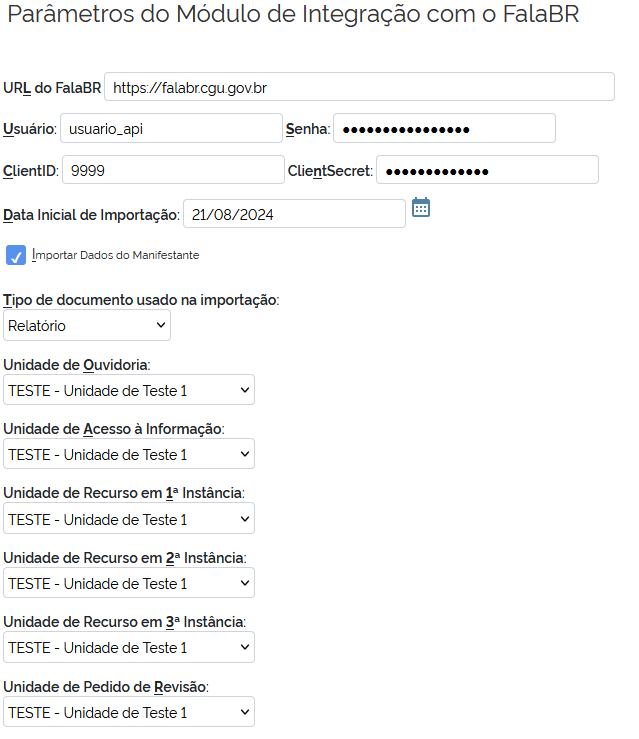 Parâmetros do Módulo de Integração com o FalaBR
URL do FalaBR https://falabr.cgu.gov.br
Usuário: usuario_api Senha: ●●●●●●●●●●●●●●●●
ClientID: 9999 ClientSecret: ●●●●●●●●●●●●●
Data Inicial de Importação: 21/08/2024
Importar Dados do Manifestante
Tipo de documento usado na importação:
Relatório
Unidade de Ouvidoria:
TESTE - Unidade de Teste 1
Unidade de Acesso à Informação:
TESTE - Unidade de Teste 1
Unidade de Recurso em 1ª Instância:
TESTE - Unidade de Teste 1
Unidade de Recurso em 2ª Instância:
TESTE - Unidade de Teste 1
Unidade de Recurso em 3ª Instância:
TESTE - Unidade de Teste 1
Unidade de Pedido de Revisão:
TESTE - Unidade de Teste 1